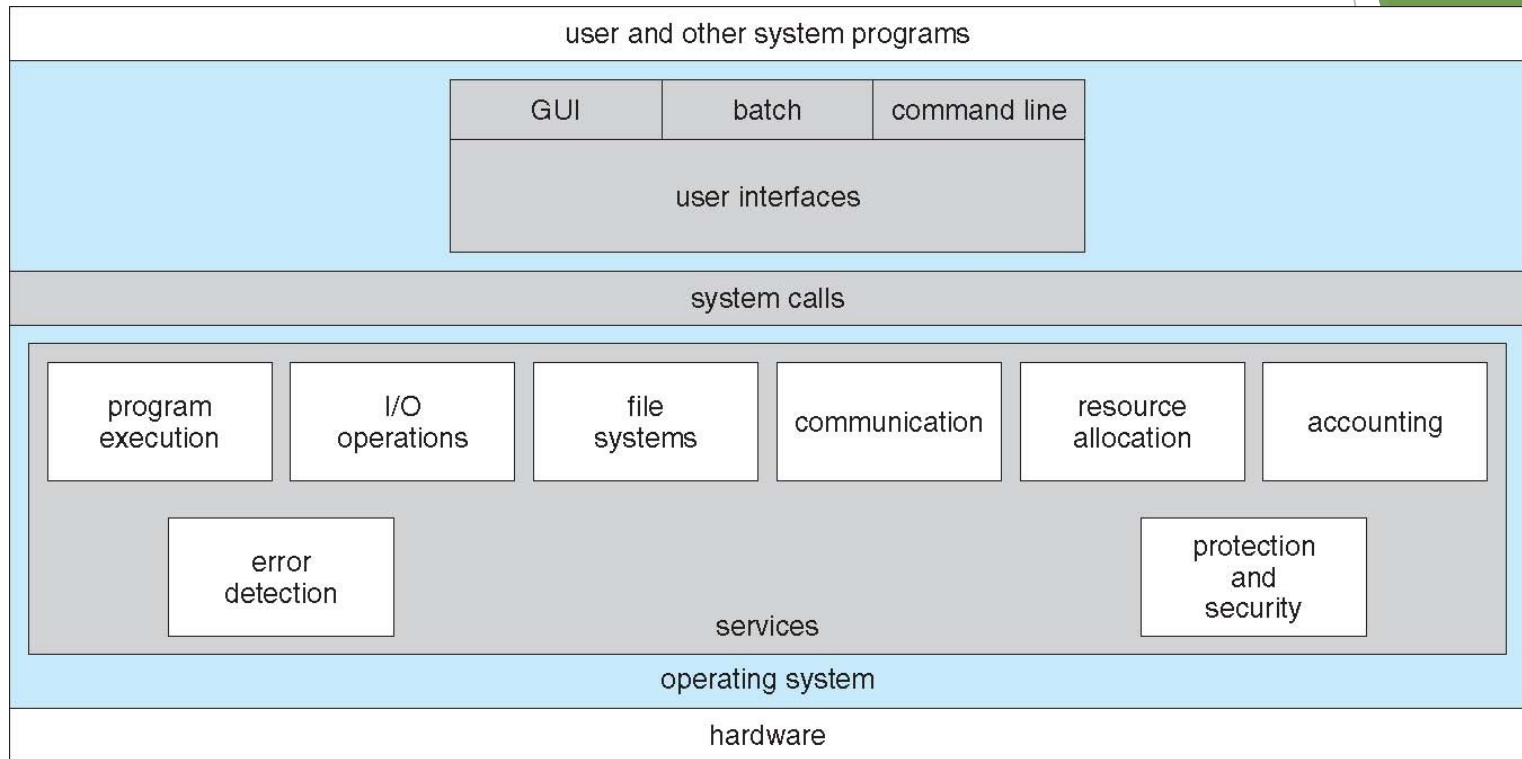 user and other system programs
GUI
batch
command line
user interfaces
system calls
program
execution
I/O
operations
file
systems
communication
resource
allocation
accounting
error
detection
protection
and
security
services
operating system
hardware